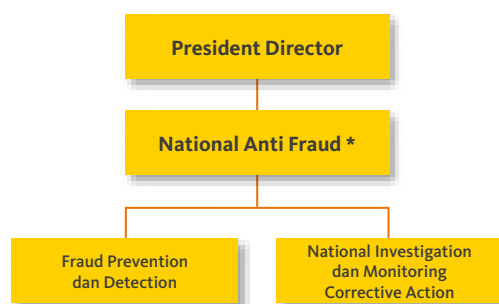 President Director
National Anti Fraud *
Fraud Prevention
dan Detection
National Investigation
dan Monitoring
Corrective Action